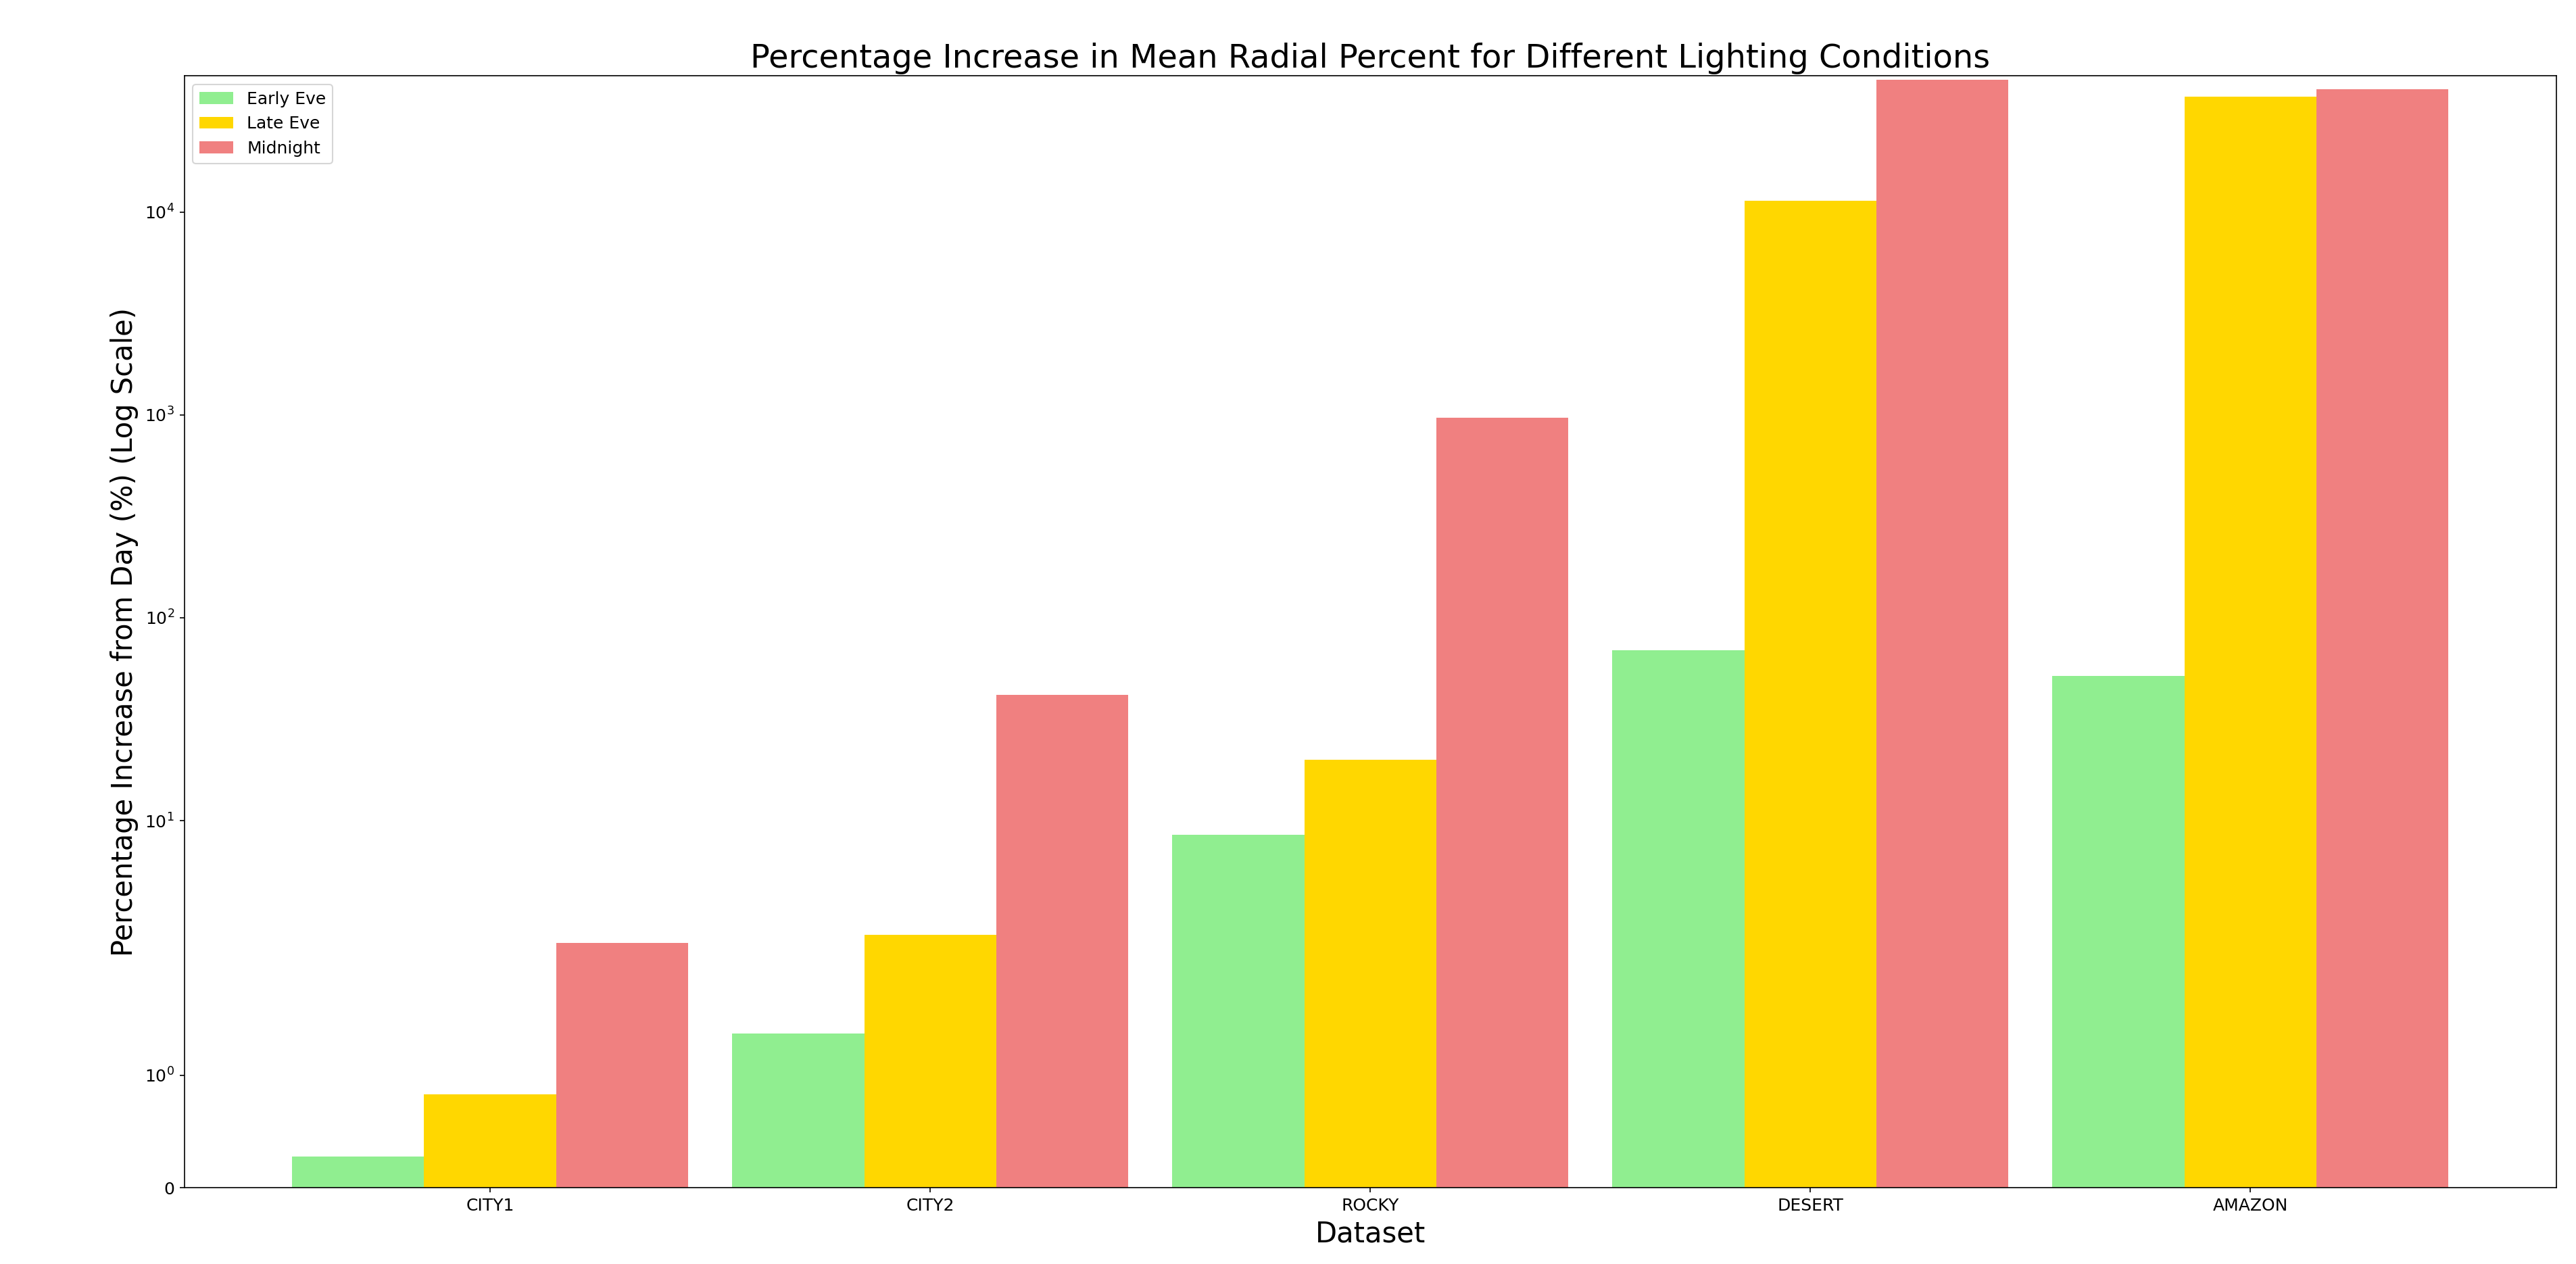 Percentage Increase in Mean Radial Percent for Different Lighting Conditions
Early Eve
Late Eve
Midnight
Percentage Increase from Day (%) (Log Scale)
10⁴
10³
10²
10¹
10⁰
0
CITY1 CITY2 ROCKY DESERT AMAZON
Dataset